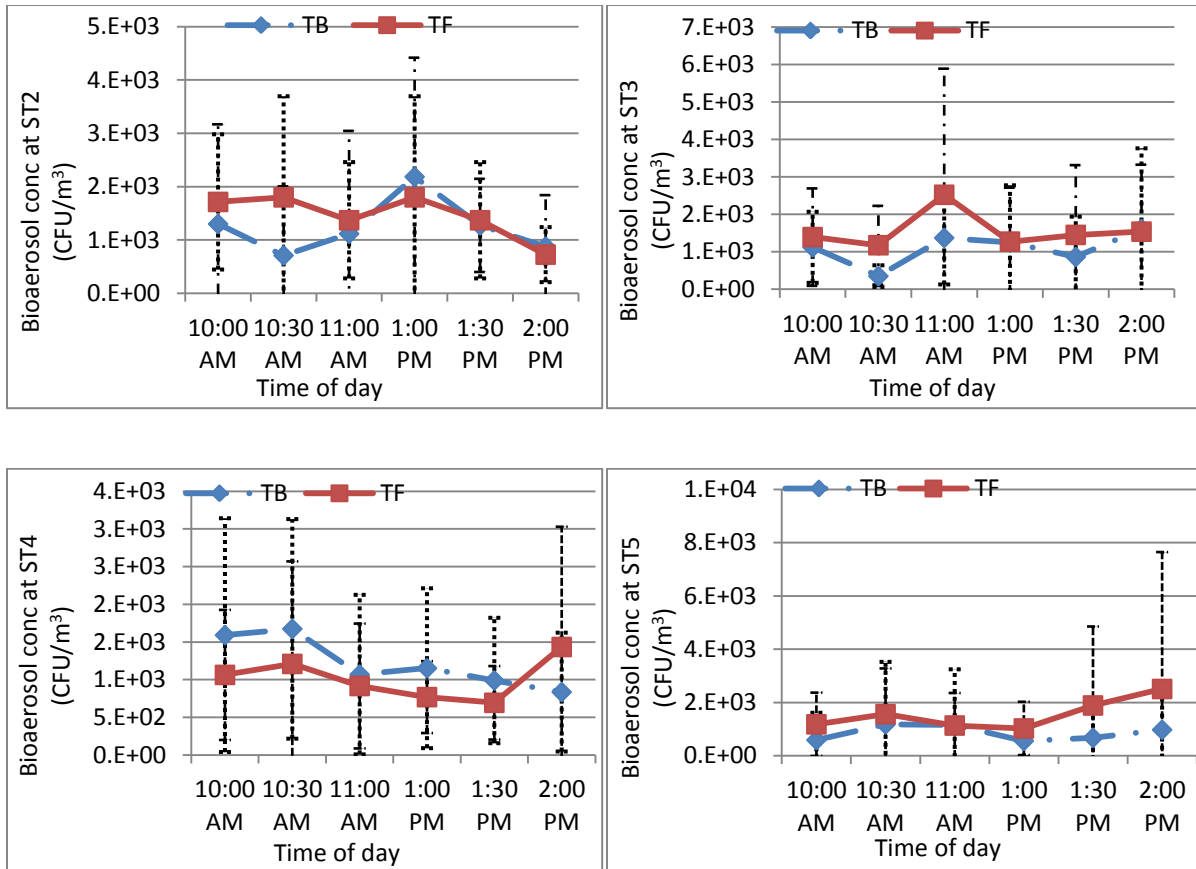 TB TF
5.E+03
4.E+03
3.E+03
2.E+03
1.E+03
0.E+00
Bioaerosol conc at ST2
(CFU/m³)
10:00 10:30 11:00 1:00 1:30 2:00
AM AM AM PM PM PM
Time of day
TB TF
7.E+03
6.E+03
5.E+03
4.E+03
3.E+03
2.E+03
1.E+03
0.E+00
Bioaerosol conc at ST3
(CFU/m³)
10:00 10:30 11:00 1:00 1:30 2:00
AM AM AM PM PM PM
Time of day
TB TF
4.E+03
3.E+03
3.E+03
2.E+03
2.E+03
1.E+03
5.E+02
0.E+00
Bioaerosol conc at ST4
(CFU/m³)
10:00 10:30 11:00 1:00 1:30 2:00
AM AM AM PM PM PM
Time of day
TB TF
1.E+04
8.E+03
6.E+03
4.E+03
2.E+03
0.E+00
Bioaerosol conc at ST5
(CFU/m³)
10:00 10:30 11:00 1:00 1:30 2:00
AM AM AM PM PM PM
Time of day